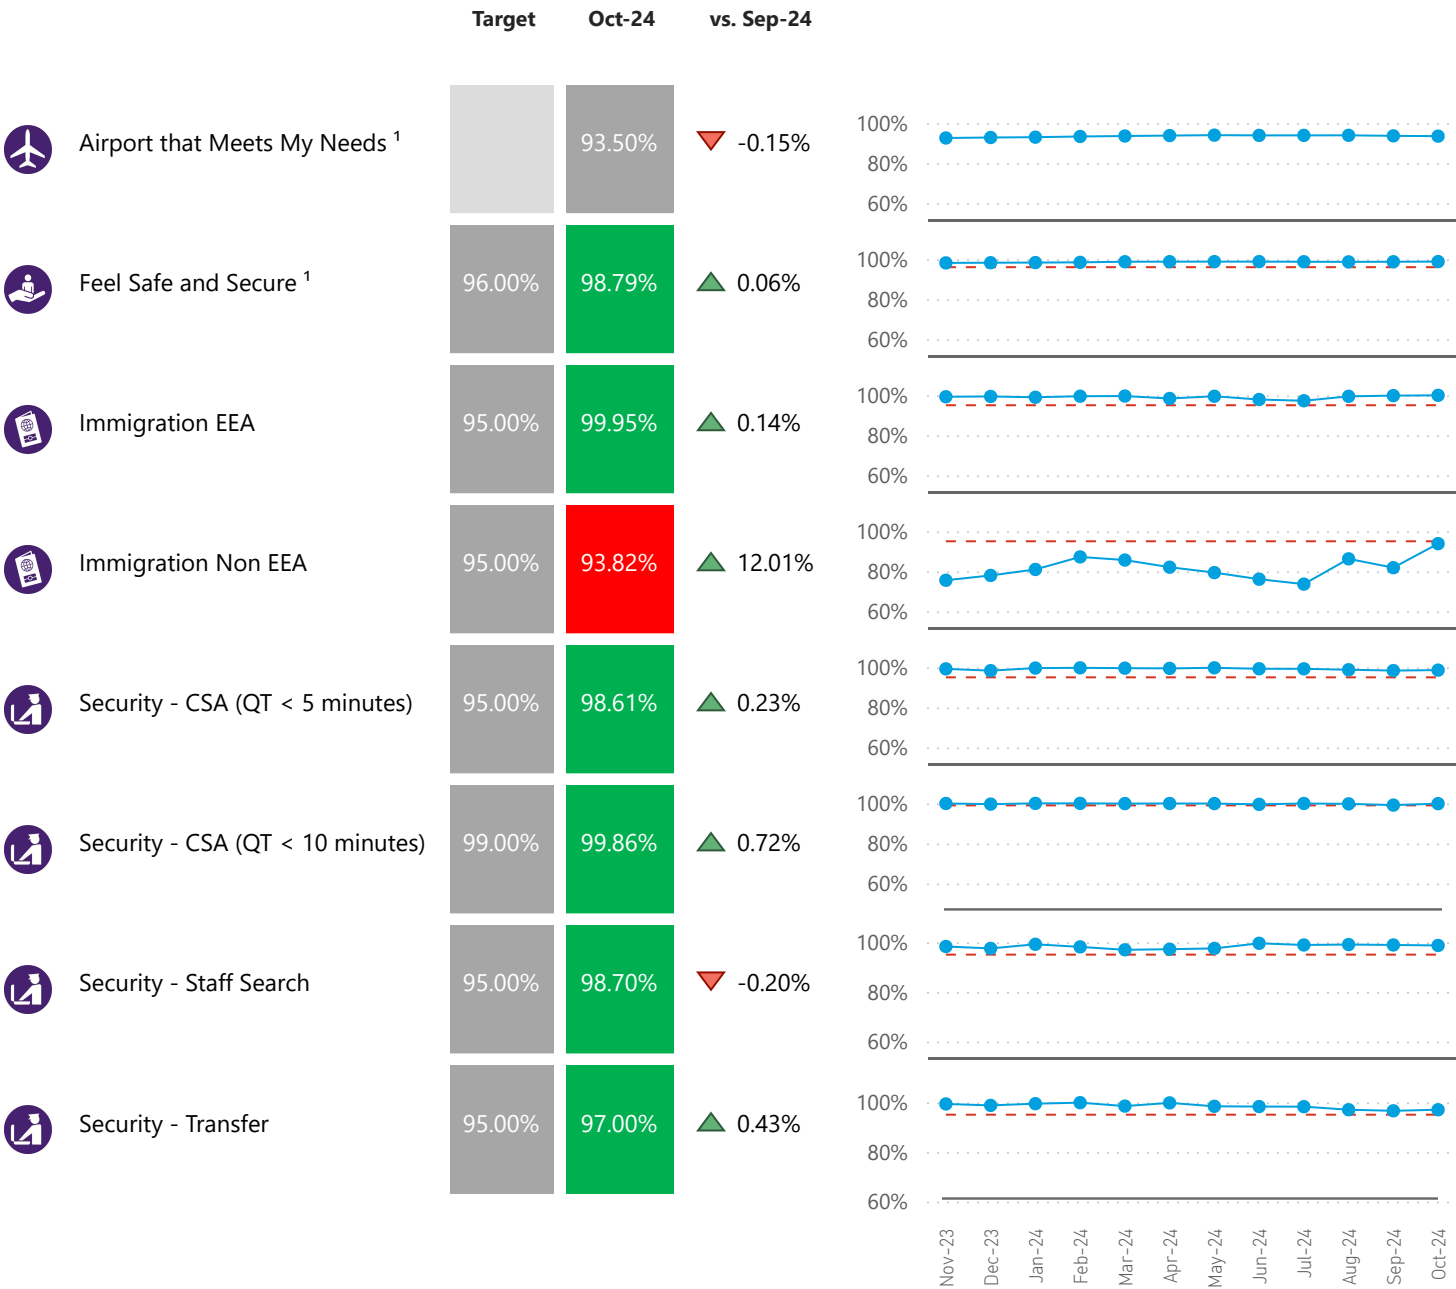 Target Oct-24 vs. Sep-24
Airport that Meets My Needs ¹ 93.50% -0.15%
100%
80%
60%
Feel Safe and Secure ¹ 96.00% 98.79% 0.06%
100%
80%
60%
Immigration EEA 95.00% 99.95% 0.14%
100%
80%
60%
Immigration Non EEA 95.00% 93.82% 12.01%
100%
80%
60%
Security - CSA (QT < 5 minutes) 95.00% 98.61% 0.23%
100%
80%
60%
Security - CSA (QT < 10 minutes) 99.00% 99.86% 0.72%
100%
80%
60%
Security - Staff Search 95.00% 98.70% -0.20%
100%
80%
60%
Security - Transfer 95.00% 97.00% 0.43%
100%
80%
60%
Nov-23 Dec-23 Jan-24 Feb-24 Mar-24 Apr-24 May-24 Jun-24 Jul-24 Aug-24 Sep-24 Oct-24